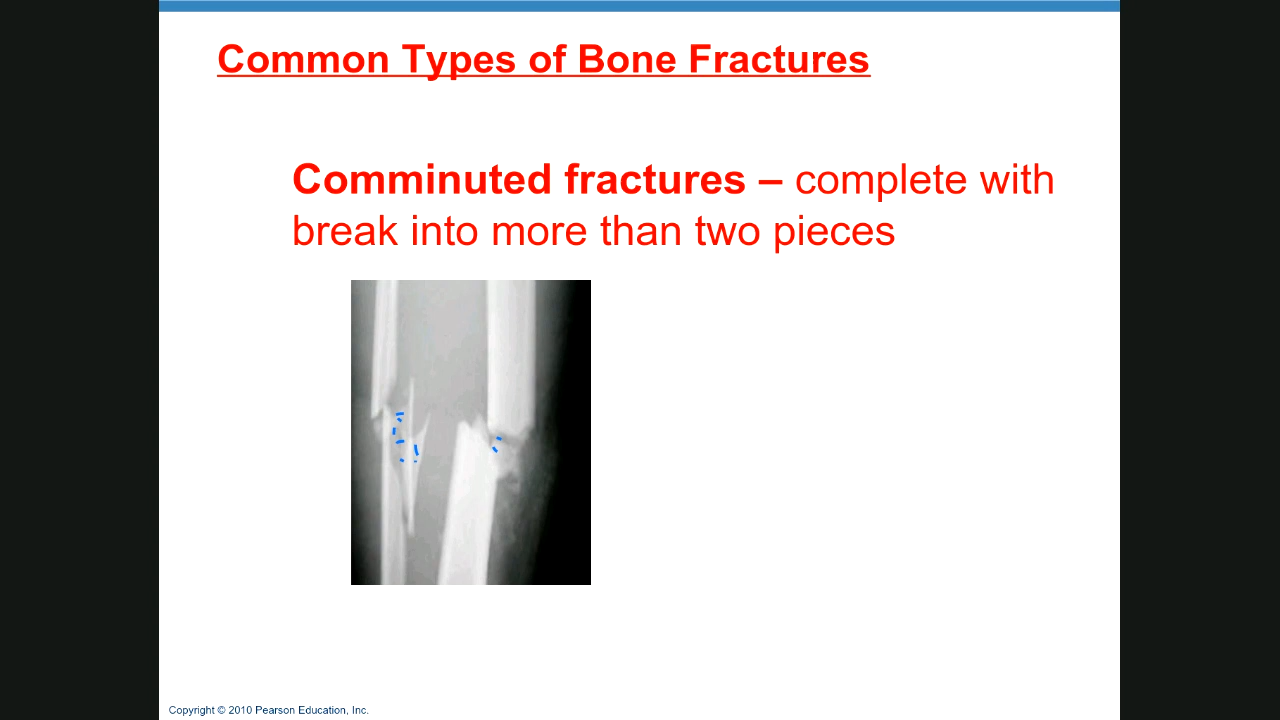 Common Types of Bone Fractures
Comminuted fractures – complete with
break into more than two pieces
Copyright © 2010 Pearson Education, Inc.